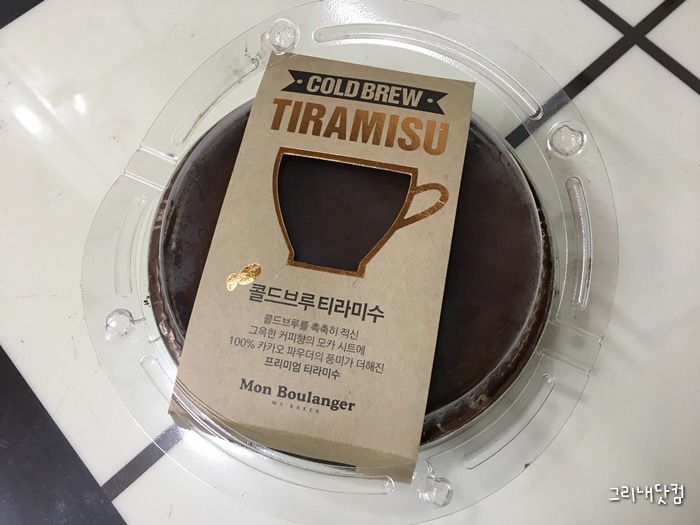 COLD BREW
TIRAMISU
콜드브루 티라미수
콜드브루를 촉촉히 적신
그윽한 커피향의 모카 시트에
100% 카카오 파우더의 풍미가 더해진
프리미엄 티라미수
Mon Boulanger
MY BAKER
그리내닷컴